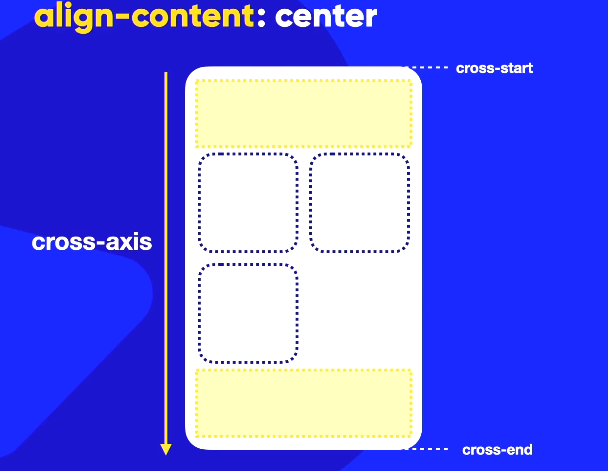 align-content: center
cross-start
cross-axis
cross-end